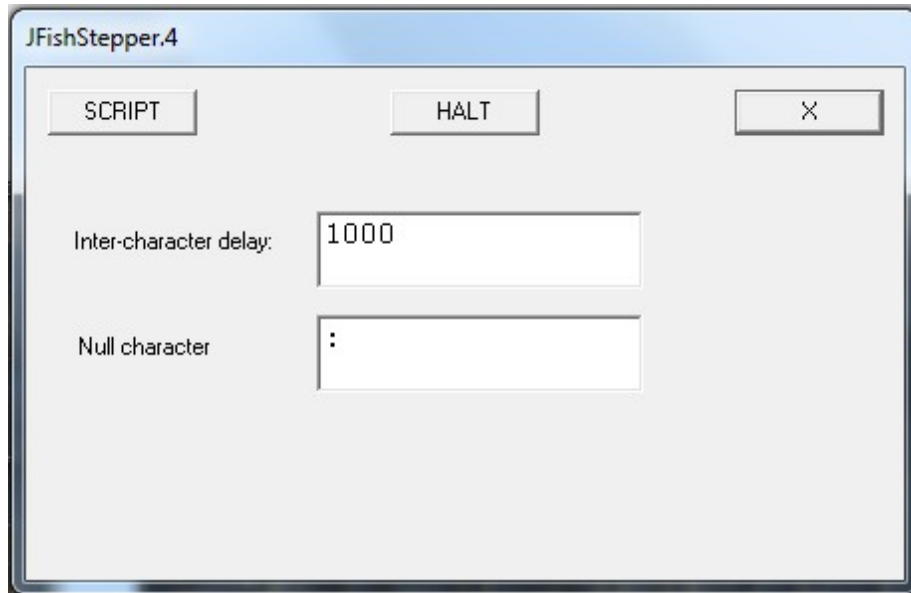 JFishStepper.4
SCRIPT HALT X
Inter-character delay: 1000
Null character :